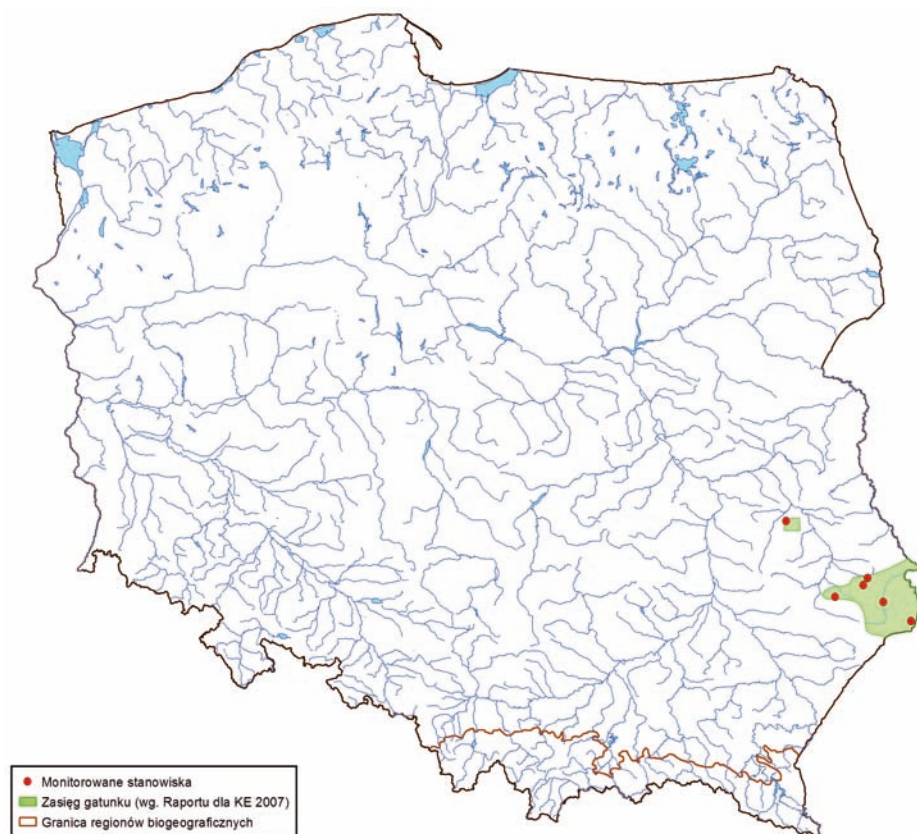 Monitorowane stanowiska
Zasięg gatunku (wg. Raportu dla KE 2007)
Granica regionów biogeograficznych